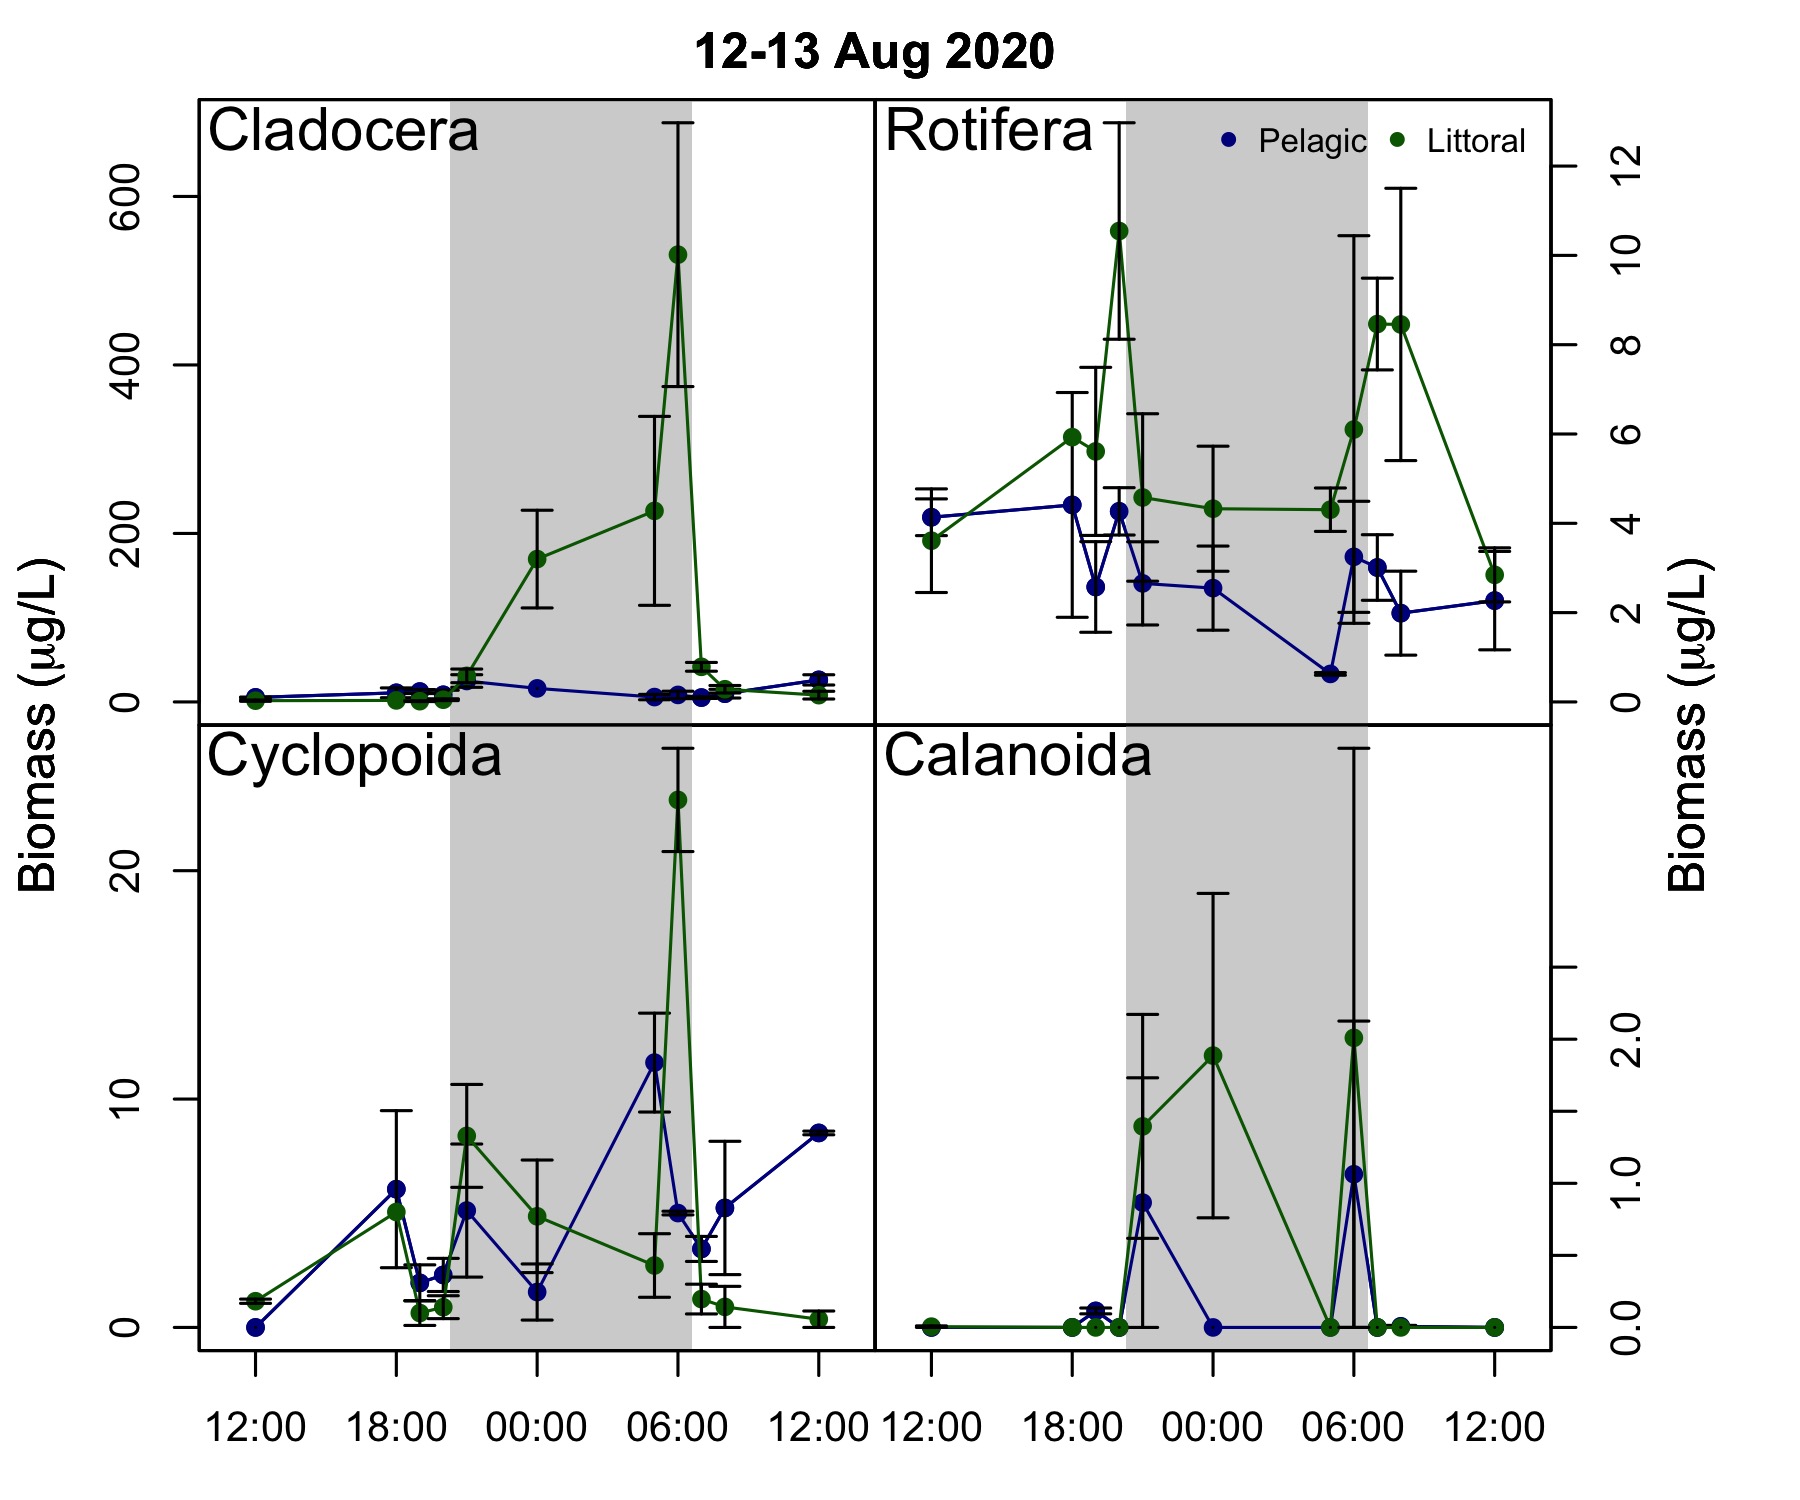 12-13 Aug 2020
Cladocera
Rotifera
Pelagic
Littoral
Biomass (µg/L)
0
200
400
600
0
2
4
6
8
10
12
Biomass (µg/L)
Cyclopoida
Calanoida
0
10
20
0.0
1.0
2.0
12:00 18:00 00:00 06:00 12:00 12:00 18:00 00:00 06:00 12:00